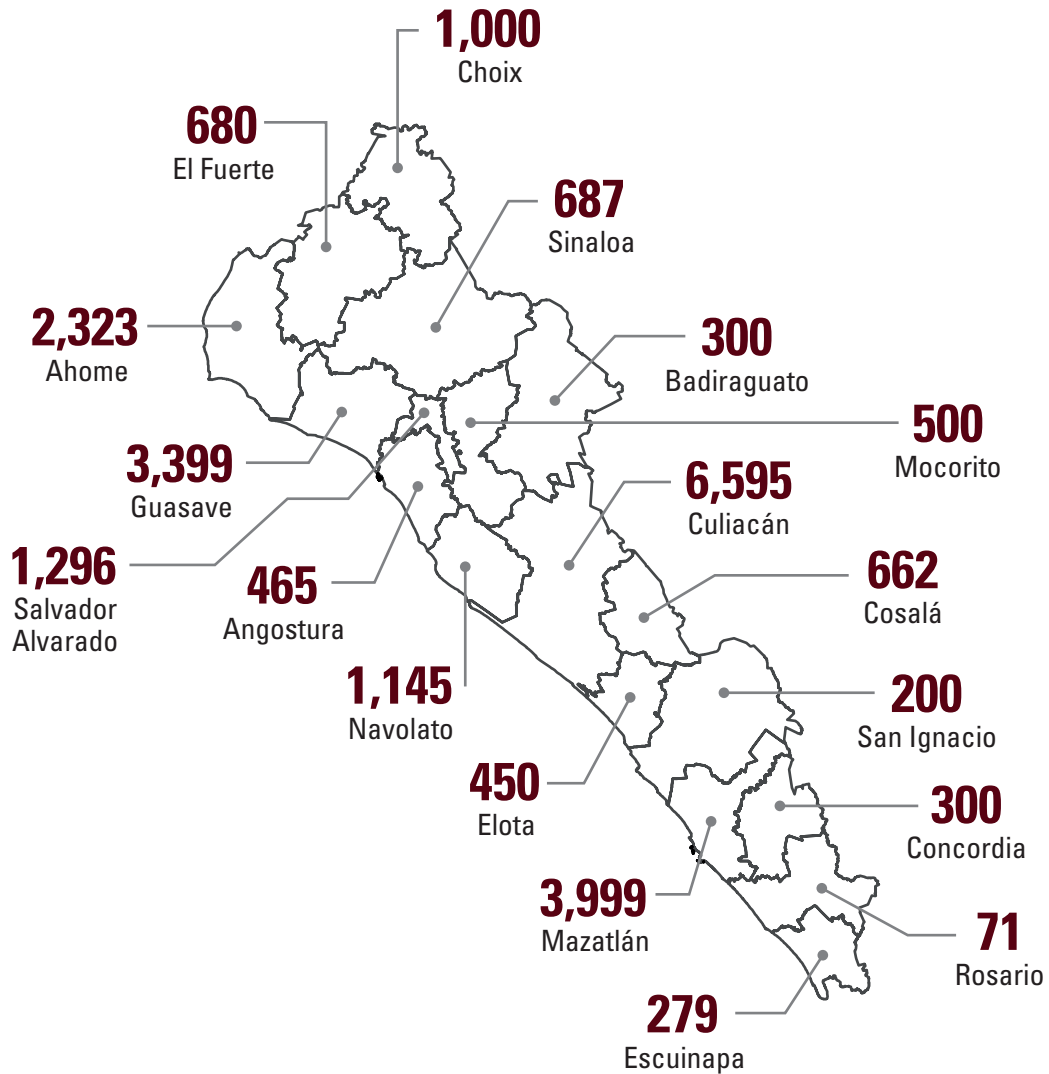 1,000
Choix
680
El Fuerte
687
Sinaloa
2,323
Ahome
300
Badiraguato
500
Mocorito
3,399
Guasave
6,595
Culiacán
1,296
Salvador
Alvarado
465
Angostura
662
Cosalá
1,145
Navolato
200
San Ignacio
450
Elota
300
Concordia
3,999
Mazatlán
71
Rosario
279
Escuinapa